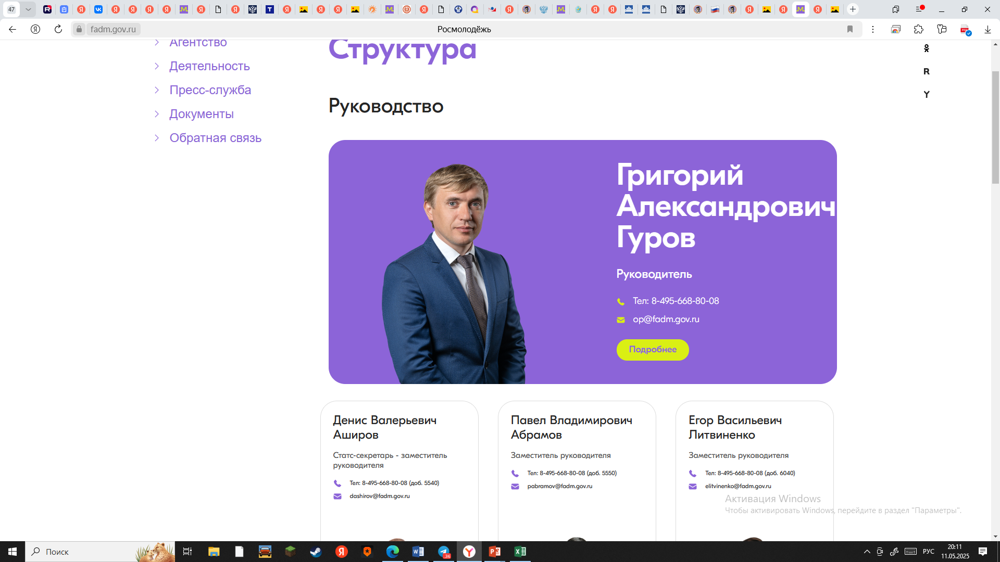 47
fadm.gov.ru
Росмолодёжь
Агентство
Деятельность
Пресс-служба
Документы
Обратная связь
Структура
Руководство
Григорий
Александрович
Гуров
Руководитель
Тел: 8-495-668-80-08
op@fadm.gov.ru
Подробнее
Денис Валерьевич
Аширов
Статс-секретарь - заместитель
руководителя
Тел: 8-495-668-80-08 (доб. 5540)
dashirov@fadm.gov.ru
Павел Владимирович
Абрамов
Заместитель руководителя
Тел: 8-495-668-80-08 (доб. 5550)
pabramov@fadm.gov.ru
Егор Васильевич
Литвиненко
Заместитель руководителя
Тел: 8-495-668-80-08 (доб. 6040)
elitvinenko@fadm.gov.ru
Активация Windows
Чтобы активировать Windows, перейдите в раздел "Параметры".
Поиск
36
РУС
20:11
11.05.2025